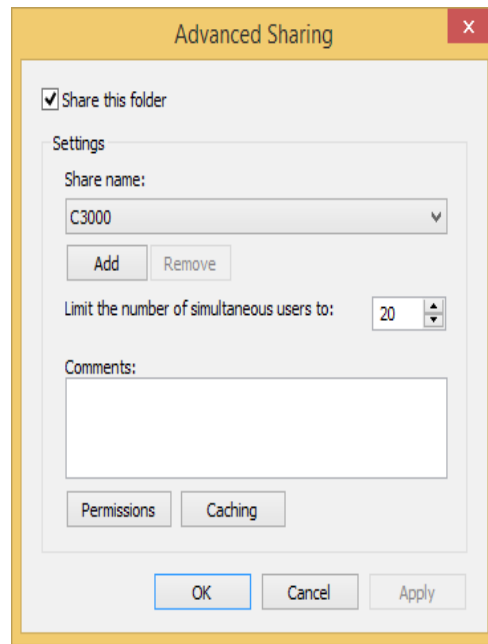 Advanced Sharing
x
Share this folder
Settings
Share name:
C3000
Add Remove
Limit the number of simultaneous users to: 20
Comments:
Permissions Caching
OK Cancel Apply